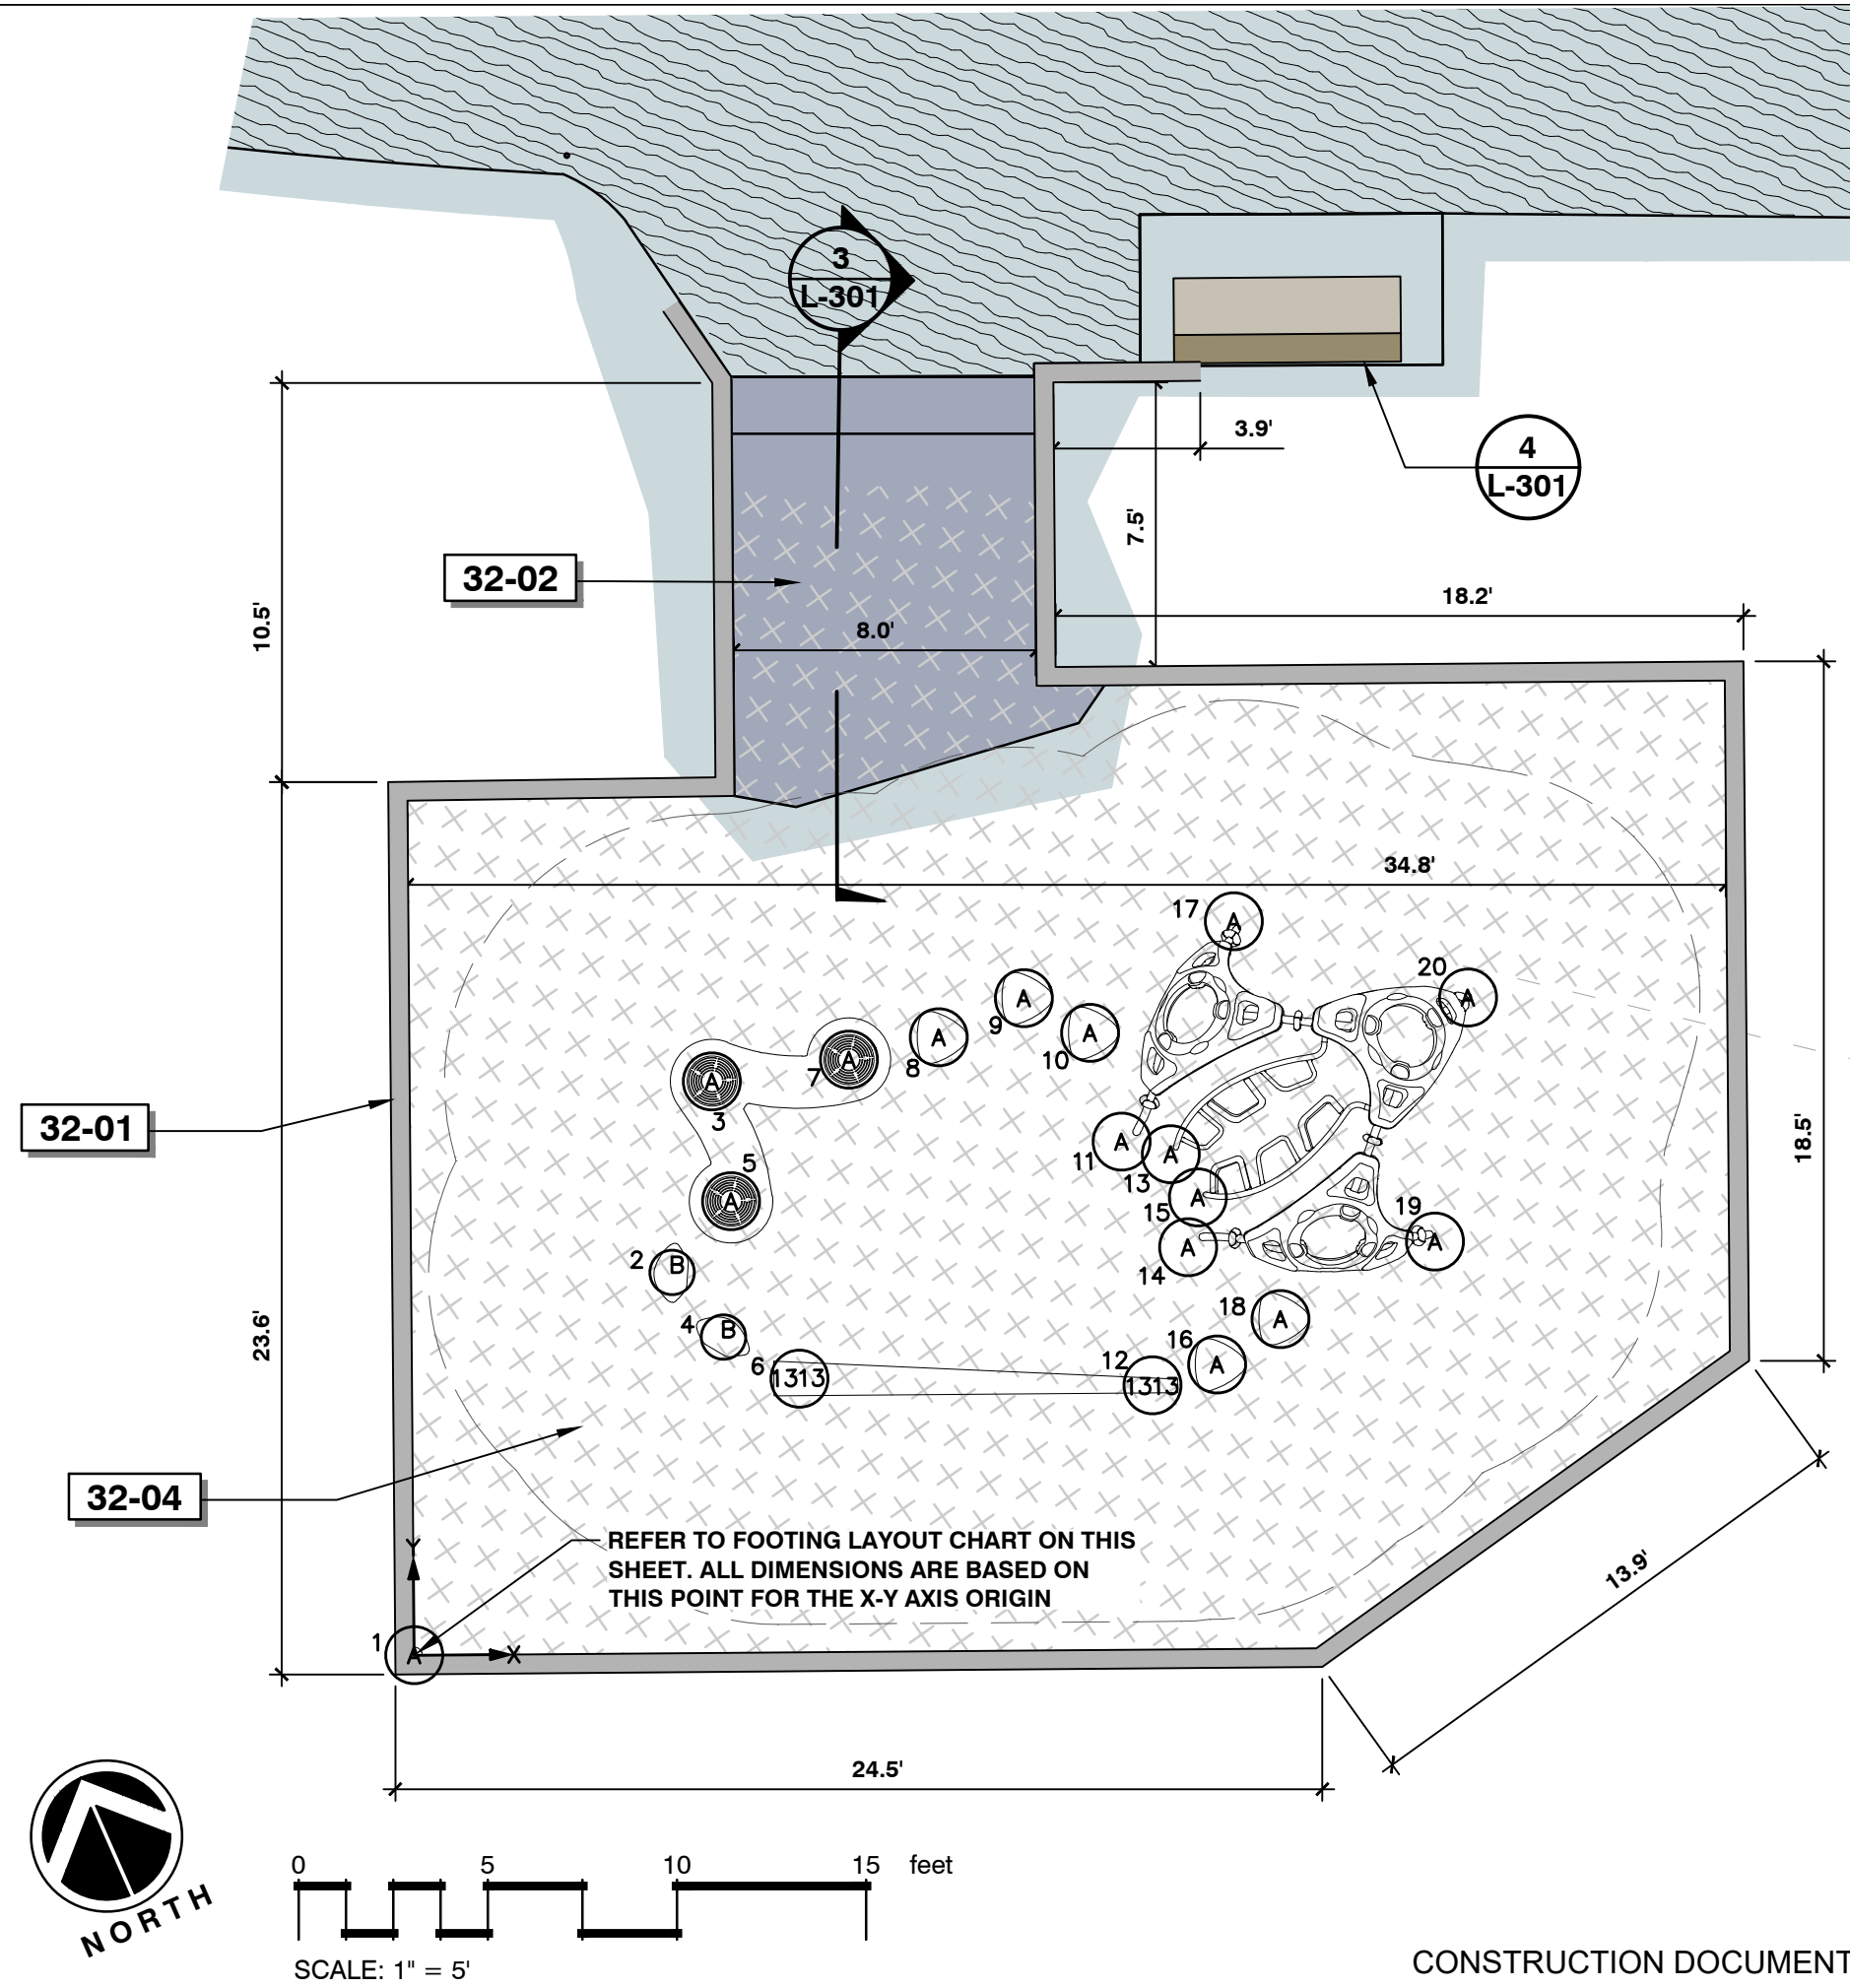 3
L-301
3.9'
4
L-301
7.5'
32-02
18.2'
10.5'
8.0'
34.8'
17
A
20
A
A
9
A
8
A
10
A
7
A
3
32-01
A
11
A
13
18.5'
5
A
A
15
19
A
A
14
2
B
23.6'
18
A
4
B
16
A
6
1313
12
1313
32-04
Y
REFER TO FOOTING LAYOUT CHART ON THIS
SHEET. ALL DIMENSIONS ARE BASED ON
THIS POINT FOR THE X-Y AXIS ORIGIN
13.9'
1
A
X
24.5'
NORTH
0 5 10 15 feet
SCALE: 1" = 5'
CONSTRUCTION DOCUMENT